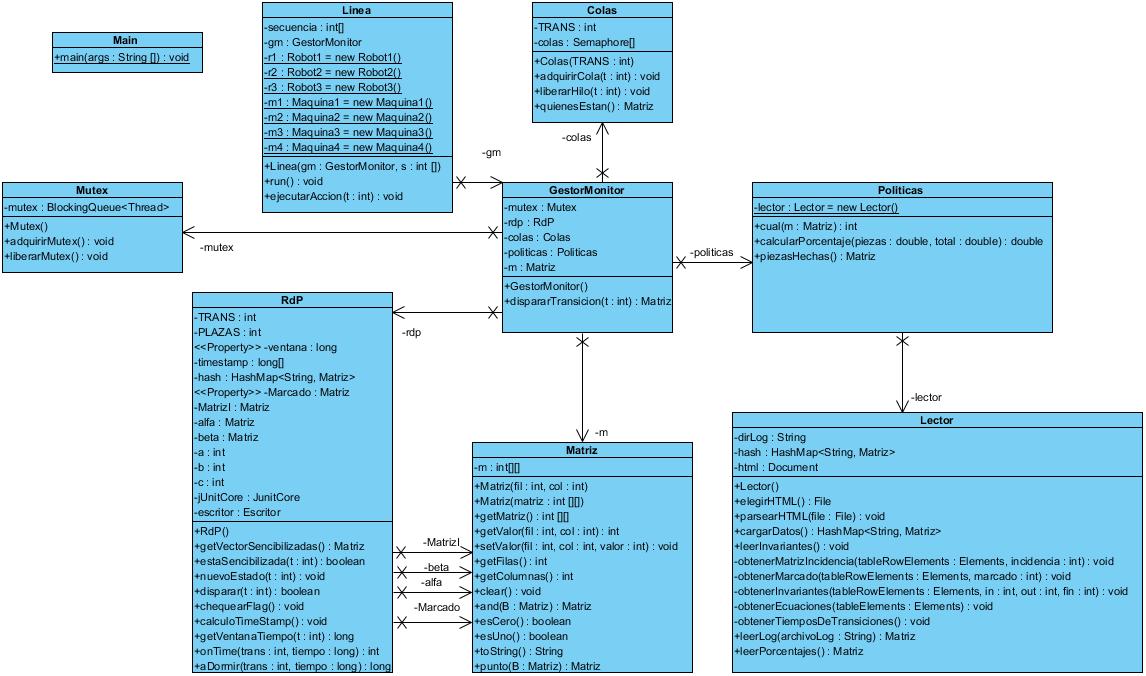 Main
+main(args : String []) : void
Linea
-secuencia : int[]
-gm : GestorMonitor
-r1 : Robot1 = new Robot1()
-r2 : Robot2 = new Robot2()
-r3 : Robot3 = new Robot3()
-m1 : Maquina1 = new Maquina1()
-m2 : Maquina2 = new Maquina2()
-m3 : Maquina3 = new Maquina3()
-m4 : Maquina4 = new Maquina4()
+Linea(gm : GestorMonitor, s : int [])
+run() : void
+ejecutarAccion(t : int) : void
Colas
-TRANS : int
-colas : Semaphore[]
+Colas(TRANS : int)
+adquirirCola(t : int) : void
+liberarHilo(t : int) : void
+quienesEstan() : Matriz
-colas
-gm
Mutex
-mutex : BlockingQueue<Thread>
+Mutex()
+adquirirMutex() : void
+liberarMutex() : void
-mutex
GestorMonitor
-mutex : Mutex
-rdp : RdP
-colas : Colas
-politicas : Politicas
-m : Matriz
+GestorMonitor()
+dispararTransicion(t : int) : Matriz
-politicas
Politicas
-lector : Lector = new Lector()
+cual(m : Matriz) : int
+calcularPorcentaje(piezas : double, total : double) : double
+piezasHechas() : Matriz
-rdp
-m
-lector
RdP
-TRANS : int
-PLAZAS : int
<<Property>> -ventana : long
-timestamp : long[]
-hash : HashMap<String, Matriz>
<<Property>> -Marcado : Matriz
-MatrizI : Matriz
-alfa : Matriz
-beta : Matriz
-a : int
-b : int
-c : int
-jUnitCore : JunitCore
-escritor : Escritor
+RdP()
+getVectorSencibilizadas() : Matriz
+estaSencibilizada(t : int) : boolean
+nuevoEstado(t : int) : void
+disparar(t : int) : boolean
+chequearFlag() : void
+calculoTimeStamp() : void
+getVentanaTiempo(t : int) : long
+onTime(trans : int, tiempo : long) : int
+aDormir(trans : int, tiempo : long) : long
-MatrizI
-beta
-alfa
-Marcado
Matriz
-m : int[][]
+Matriz(fil : int, col : int)
+Matriz(matriz : int [][])
+getMatriz() : int [][]
+getValor(fil : int, col : int) : int
+setValor(fil : int, col : int, valor : int) : void
+getFilas() : int
+getColumnas() : int
+clear() : void
+and(B : Matriz) : Matriz
+esCero() : boolean
+esUno() : boolean
+toString() : String
+punto(B : Matriz) : Matriz
Lector
-dirLog : String
-hash : HashMap<String, Matriz>
-html : Document
+Lector()
+elegirHTML() : File
+parsearHTML(file : File) : void
+cargarDatos() : HashMap<String, Matriz>
+leerInvariantes() : void
-obtenerMatrizIncidencia(tableRowElements : Elements, incidencia : int) : void
-obtenerMarcado(tableRowElements : Elements, marcado : int) : void
-obtenerInvariantes(tableRowElements : Elements, in : int, out : int, fin : int) : void
-obtenerEcuaciones(tableElements : Elements) : void
-obtenerTiemposDeTransiciones() : void
+leerLog(archivoLog : String) : Matriz
+leerPorcentajes() : Matriz